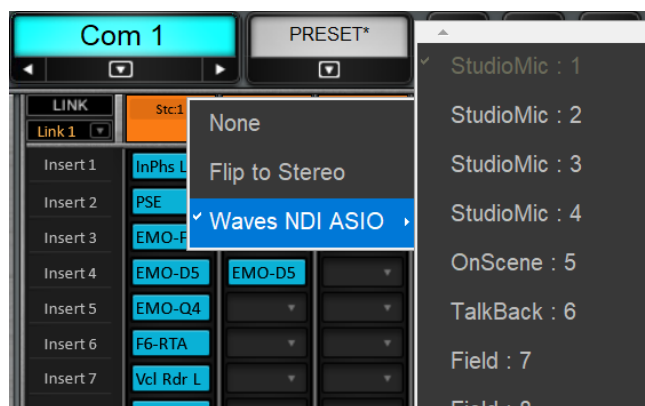 Com 1
PRESET*
LINK
Link 1
Stc:1
Insert 1
InPhs L
Insert 2
PSE
Insert 3
EMO-F
Insert 4
EMO-D5
EMO-D5
Insert 5
EMO-Q4
Insert 6
F6-RTA
Insert 7
Vcl Rdr L
None
Flip to Stereo
Waves NDI ASIO
StudioMic : 1
StudioMic : 2
StudioMic : 3
StudioMic : 4
OnScene : 5
TalkBack : 6
Field : 7